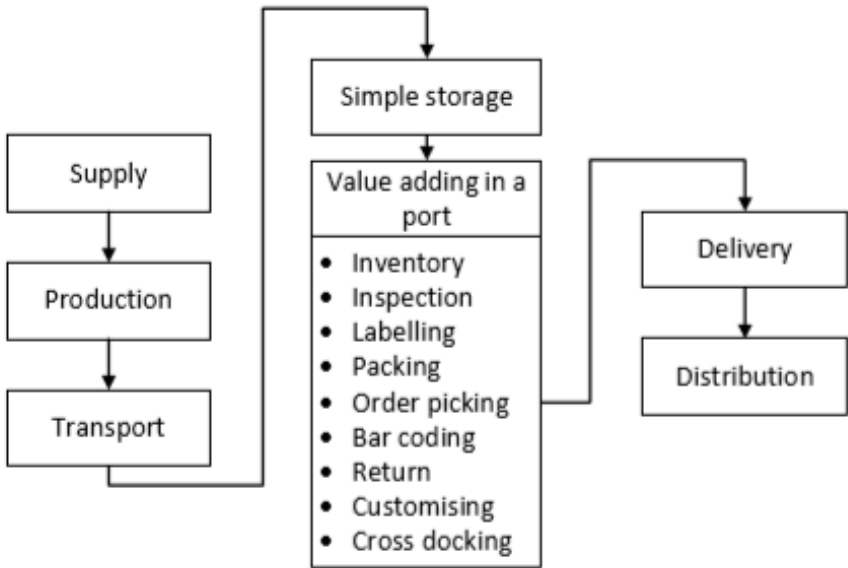 Supply
Production
Transport
Simple storage
Value adding in a
port
• Inventory
• Inspection
• Labelling
• Packing
• Order picking
• Bar coding
• Return
• Customising
• Cross docking
Delivery
Distribution